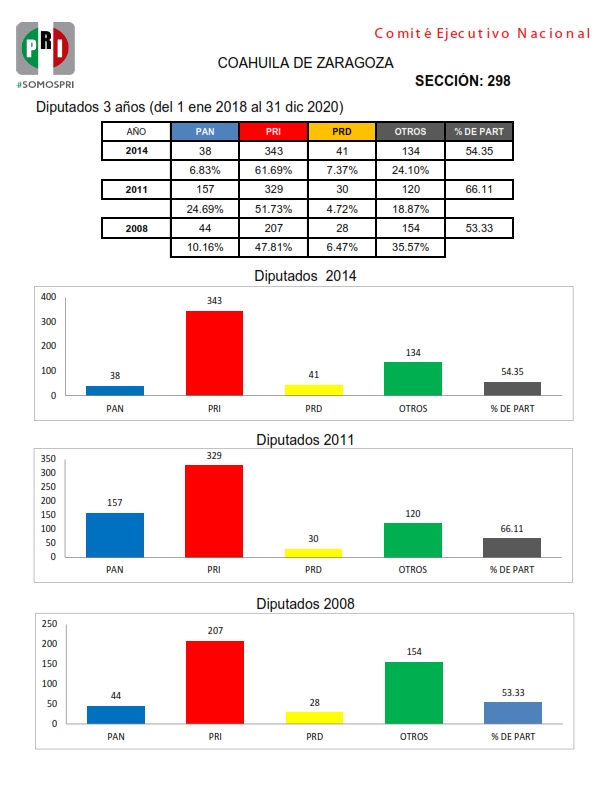 Comité Ejecutivo Nacional
PRI
#SOMOSPRI
COAHUILA DE ZARAGOZA
SECCIÓN: 298
Diputados 3 años (del 1 ene 2018 al 31 dic 2020)
AÑO PAN PRI PRD OTROS % DE PART
2014 38 343 41 134 54.35
6.83% 61.69% 7.37% 24.10%
2011 157 329 30 120 66.11
24.69% 51.73% 4.72% 18.87%
2008 44 207 28 154 53.33
10.16% 47.81% 6.47% 35.57%
Diputados 2014
400
300
200
100
0
38 343 41 134 54.35
PAN PRI PRD OTROS % DE PART
Diputados 2011
350
300
250
200
150
100
50
0
157 329 30 120 66.11
PAN PRI PRD OTROS % DE PART
Diputados 2008
250
200
150
100
50
0
44 207 28 154 53.33
PAN PRI PRD OTROS % DE PART